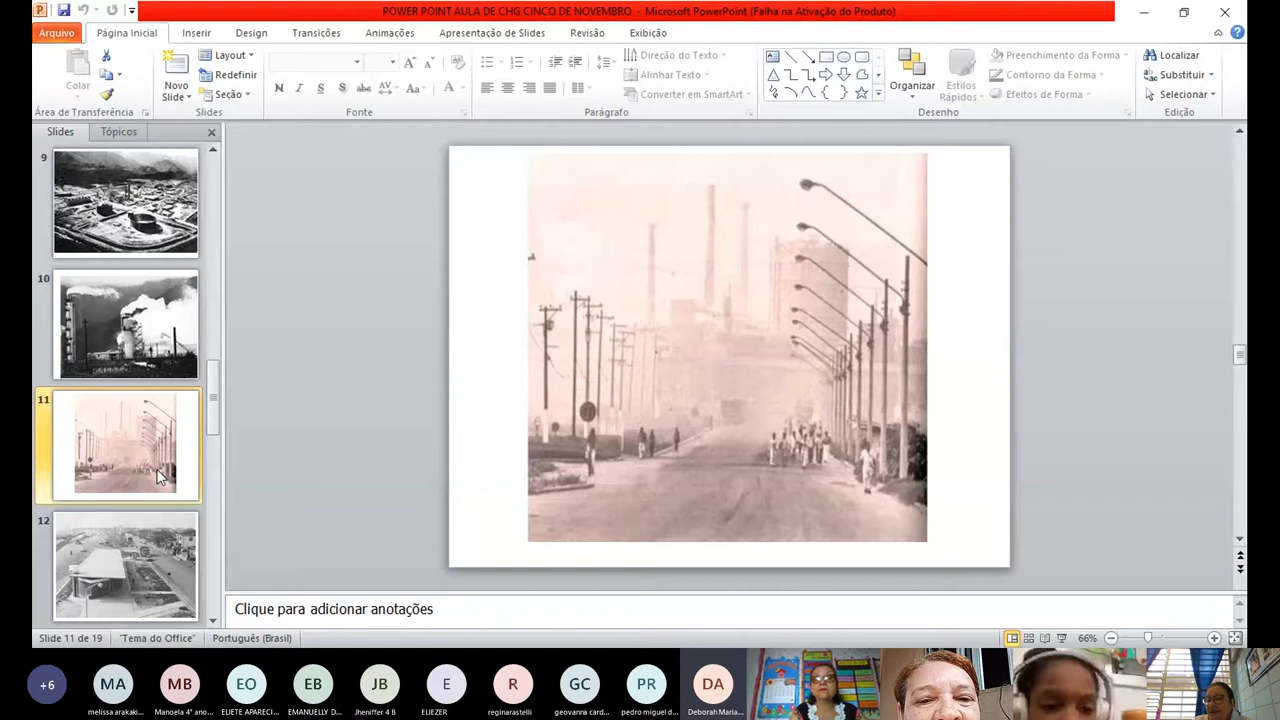 POWER POINT AULA DE CHG CINCO DE NOVEMBRO - Microsoft PowerPoint (Falha na Ativação do Produto)
Arquivo Página Inicial Inserir Design Transições Animações Apresentação de Slides Revisão Exibição
Colar
Novo Slide
Layout
Redefinir
Seção
N I S S abc AV Aa A
Direção do Texto
Alinhar Texto
Converter em SmartArt
Organizar
Estilos Rápidos
Preenchimento da Forma
Contorno da Forma
Efeitos de Forma
Localizar
Substituir
Selecionar
Área de Transferência Slides Fonte Parágrafo Desenho Edição
Slides Tópicos
9
10
11
12
Clique para adicionar anotações
Slide 11 de 19 "Tema do Office" Português (Brasil) 66%
+6 MA MB EO EB JB E R GC PR DA
melissa arakaki... Manoela 4° ano... ELIETE APARECI... EMANUELLY D... Jheniffer 4 B ELIEZER reginarastelli geovanna card... pedro miguel d... Deborah Maria...